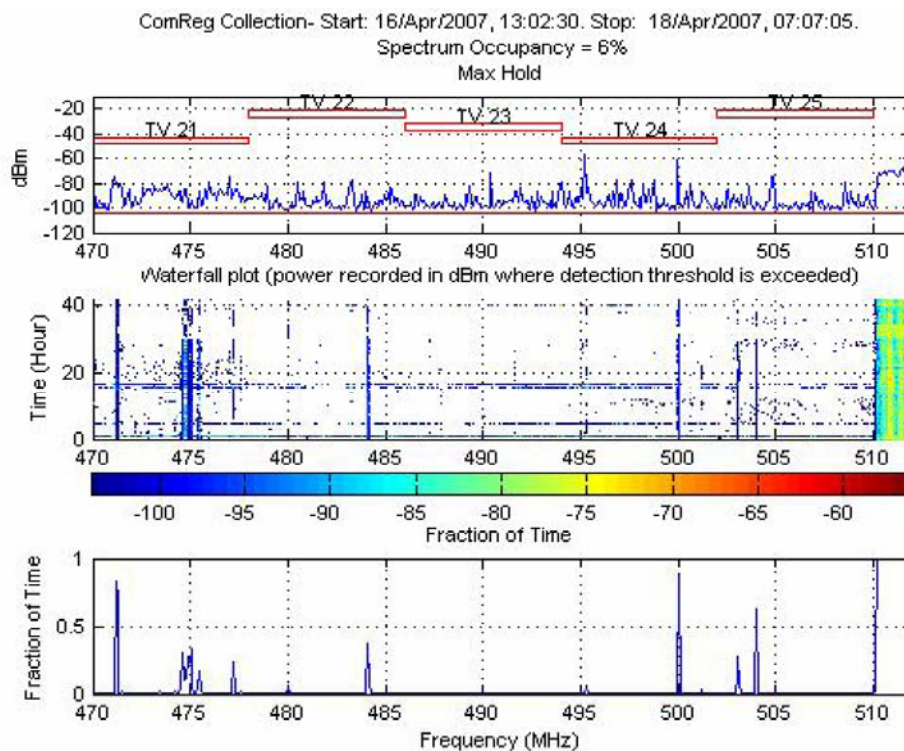 ComReg Collection- Start: 16/Apr/2007, 13:02:30. Stop: 18/Apr/2007, 07:07:05.
Spectrum Occupancy = 6%
Max Hold
dBm
-20
-40
-60
-80
-100
-120
TV 21
TV 22
TV 23
TV 24
TV 25
470 475 480 485 490 495 500 505 510
Waterfall plot (power recorded in dBm where detection threshold is exceeded)
Time (Hour)
40
20
0
470 475 480 485 490 495 500 505 510
-100 -95 -90 -85 -80 -75 -70 -65 -60
Fraction of Time
Fraction of Time
1
0.5
0
470 475 480 485 490 495 500 505 510
Frequency (MHz)